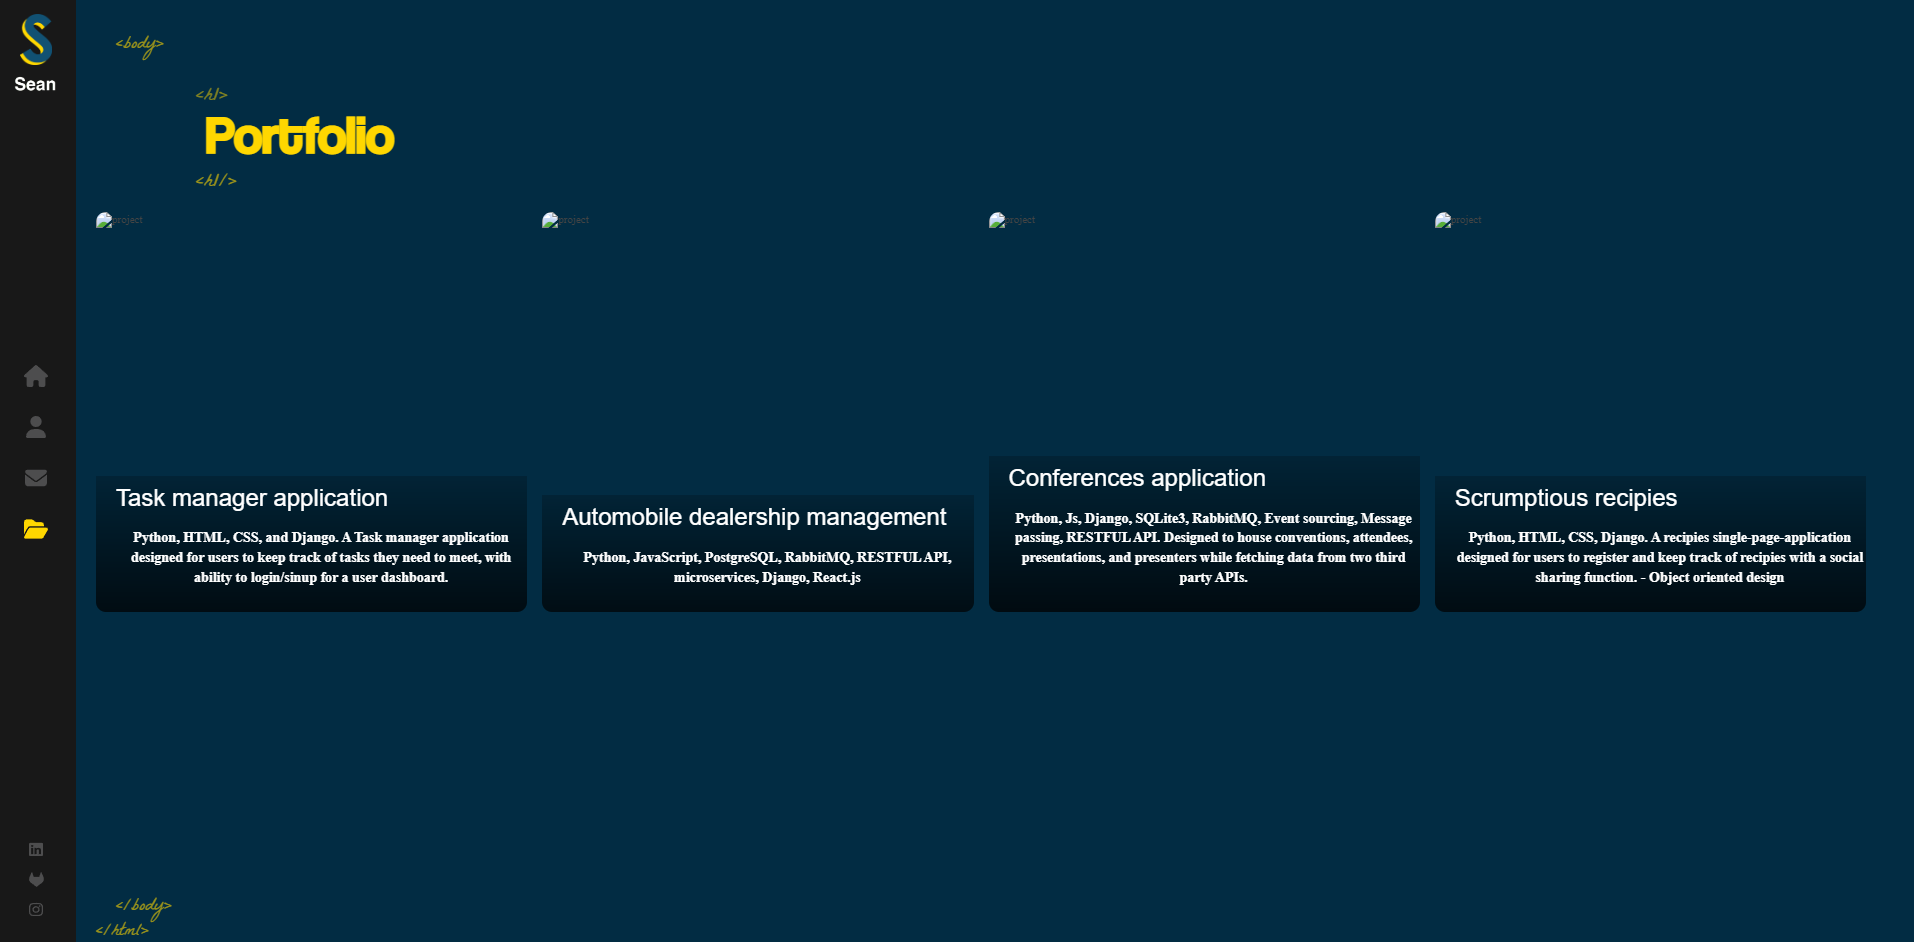 S
Sean
<body>
<h1>
Portfolio
<h1/>
project
project
project
project
Task manager application
Python, HTML, CSS, and Django. A Task manager application
designed for users to keep track of tasks they need to meet, with
ability to login/sinup for a user dashboard.
Automobile dealership management
Python, JavaScript, PostgreSQL, RabbitMQ, RESTFUL API,
microservices, Django, React.js
Conferences application
Python, Js, Django, SQLite3, RabbitMQ, Event sourcing, Message
passing, RESTFUL API. Designed to house conventions, attendees,
presentations, and presenters while fetching data from two third
party APIs.
Scrumptious recipies
Python, HTML, CSS, Django. A recipies single-page-application
designed for users to register and keep track of recipies with a social
sharing function. - Object oriented design
in
</body>
</html>